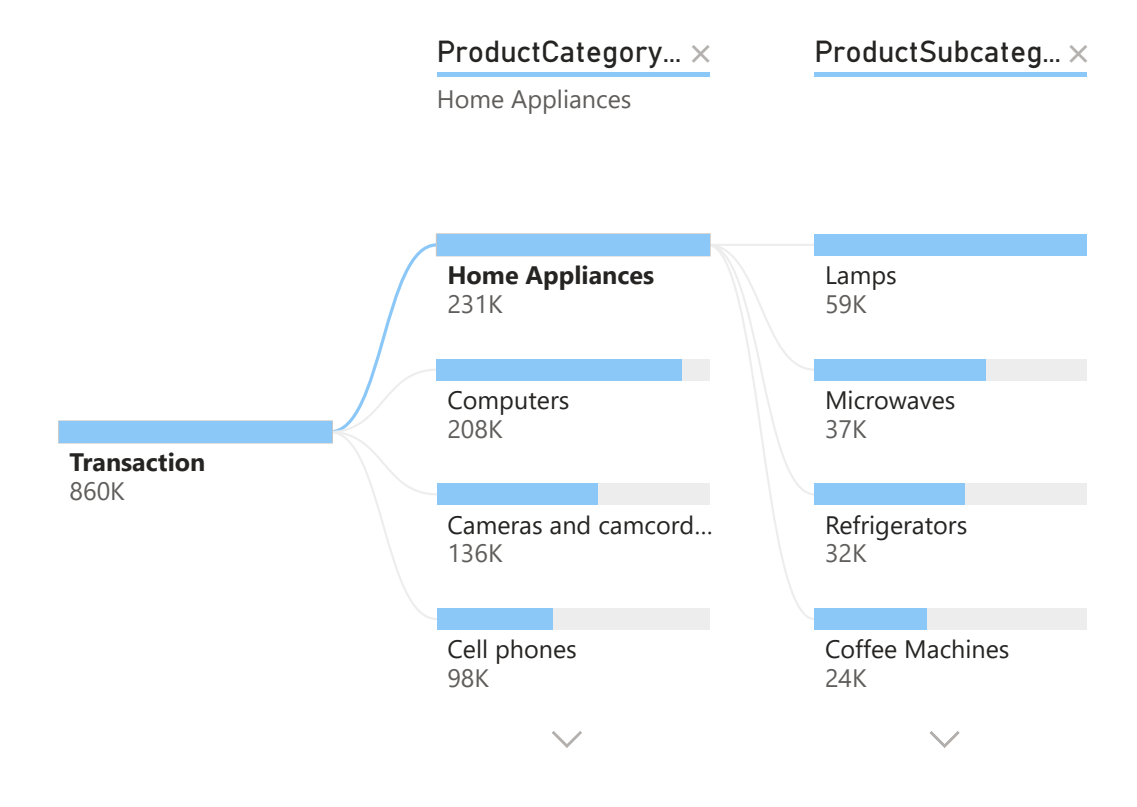 ProductCategory... ×
Home Appliances
ProductSubcateg... ×
Transaction
860K
Home Appliances
231K
Computers
208K
Cameras and camcord...
136K
Cell phones
98K
Lamps
59K
Microwaves
37K
Refrigerators
32K
Coffee Machines
24K